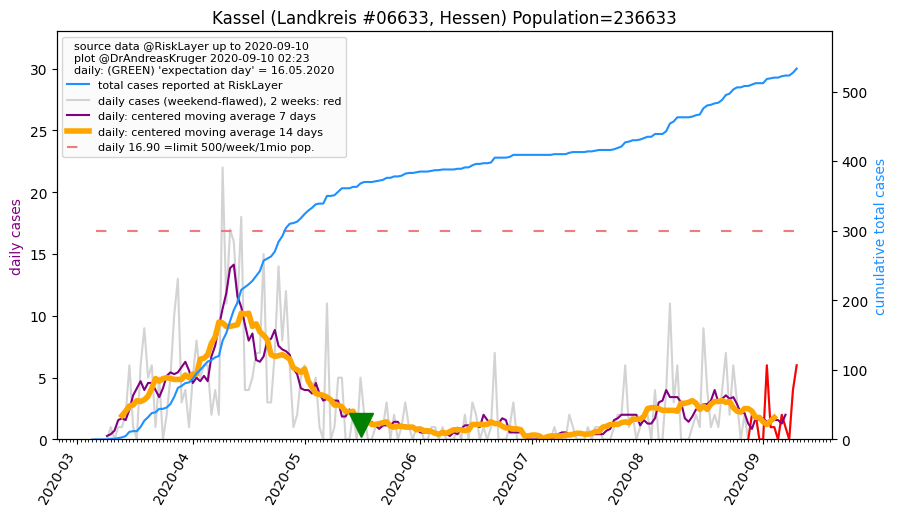 Kassel (Landkreis #06633, Hessen) Population=236633
source data @RiskLayer up to 2020-09-10
plot @DrAndreasKruger 2020-09-10 02:23
daily: (GREEN) 'expectation day' = 16.05.2020
total cases reported at RiskLayer
daily cases (weekend-flawed), 2 weeks: red
daily: centered moving average 7 days
daily: centered moving average 14 days
daily 16.90 =limit 500/week/1mio pop.
daily cases
30
25
20
15
10
5
0
cumulative total cases
500
400
300
200
100
0
2020-03
2020-04
2020-05
2020-06
2020-07
2020-08
2020-09